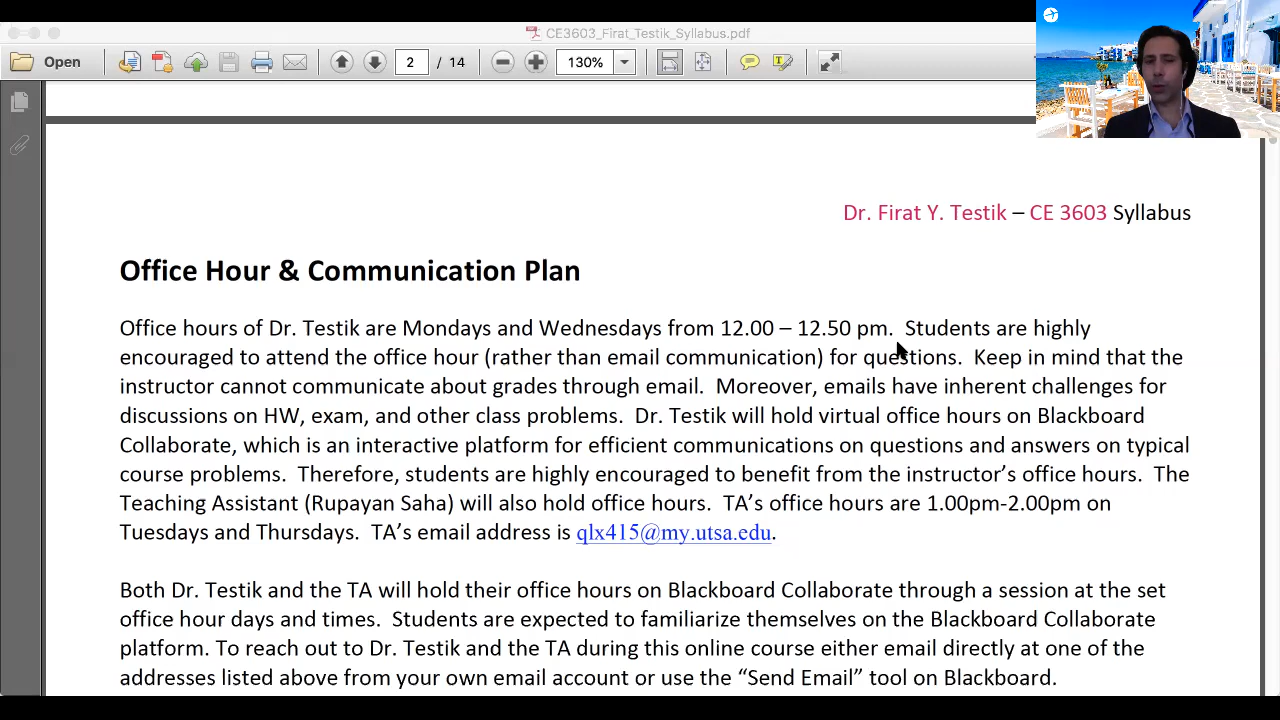 CE3603_Firat_Testik_Syllabus.pdf
Open
2 / 14
130%
Dr. Firat Y. Testik – CE 3603 Syllabus
Office Hour & Communication Plan
Office hours of Dr. Testik are Mondays and Wednesdays from 12.00 – 12.50 pm.  Students are highly
encouraged to attend the office hour (rather than email communication) for questions.  Keep in mind that the
instructor cannot communicate about grades through email.  Moreover, emails have inherent challenges for
discussions on HW, exam, and other class problems.  Dr. Testik will hold virtual office hours on Blackboard
Collaborate, which is an interactive platform for efficient communications on questions and answers on typical
course problems.  Therefore, students are highly encouraged to benefit from the instructor’s office hours.  The
Teaching Assistant (Rupayan Saha) will also hold office hours.  TA’s office hours are 1.00pm-2.00pm on
Tuesdays and Thursdays.  TA’s email address is qlx415@my.utsa.edu.
Both Dr. Testik and the TA will hold their office hours on Blackboard Collaborate through a session at the set
office hour days and times.  Students are expected to familiarize themselves on the Blackboard Collaborate
platform. To reach out to Dr. Testik and the TA during this online course either email directly at one of the
addresses listed above from your own email account or use the “Send Email” tool on Blackboard.